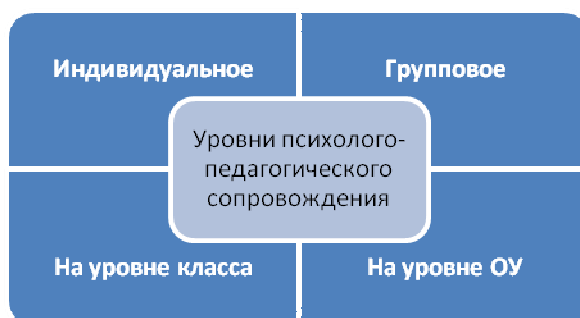 Индивидуальное
Групповое
Уровни психолого-
педагогического
сопровождения
На уровне класса
На уровне ОУ